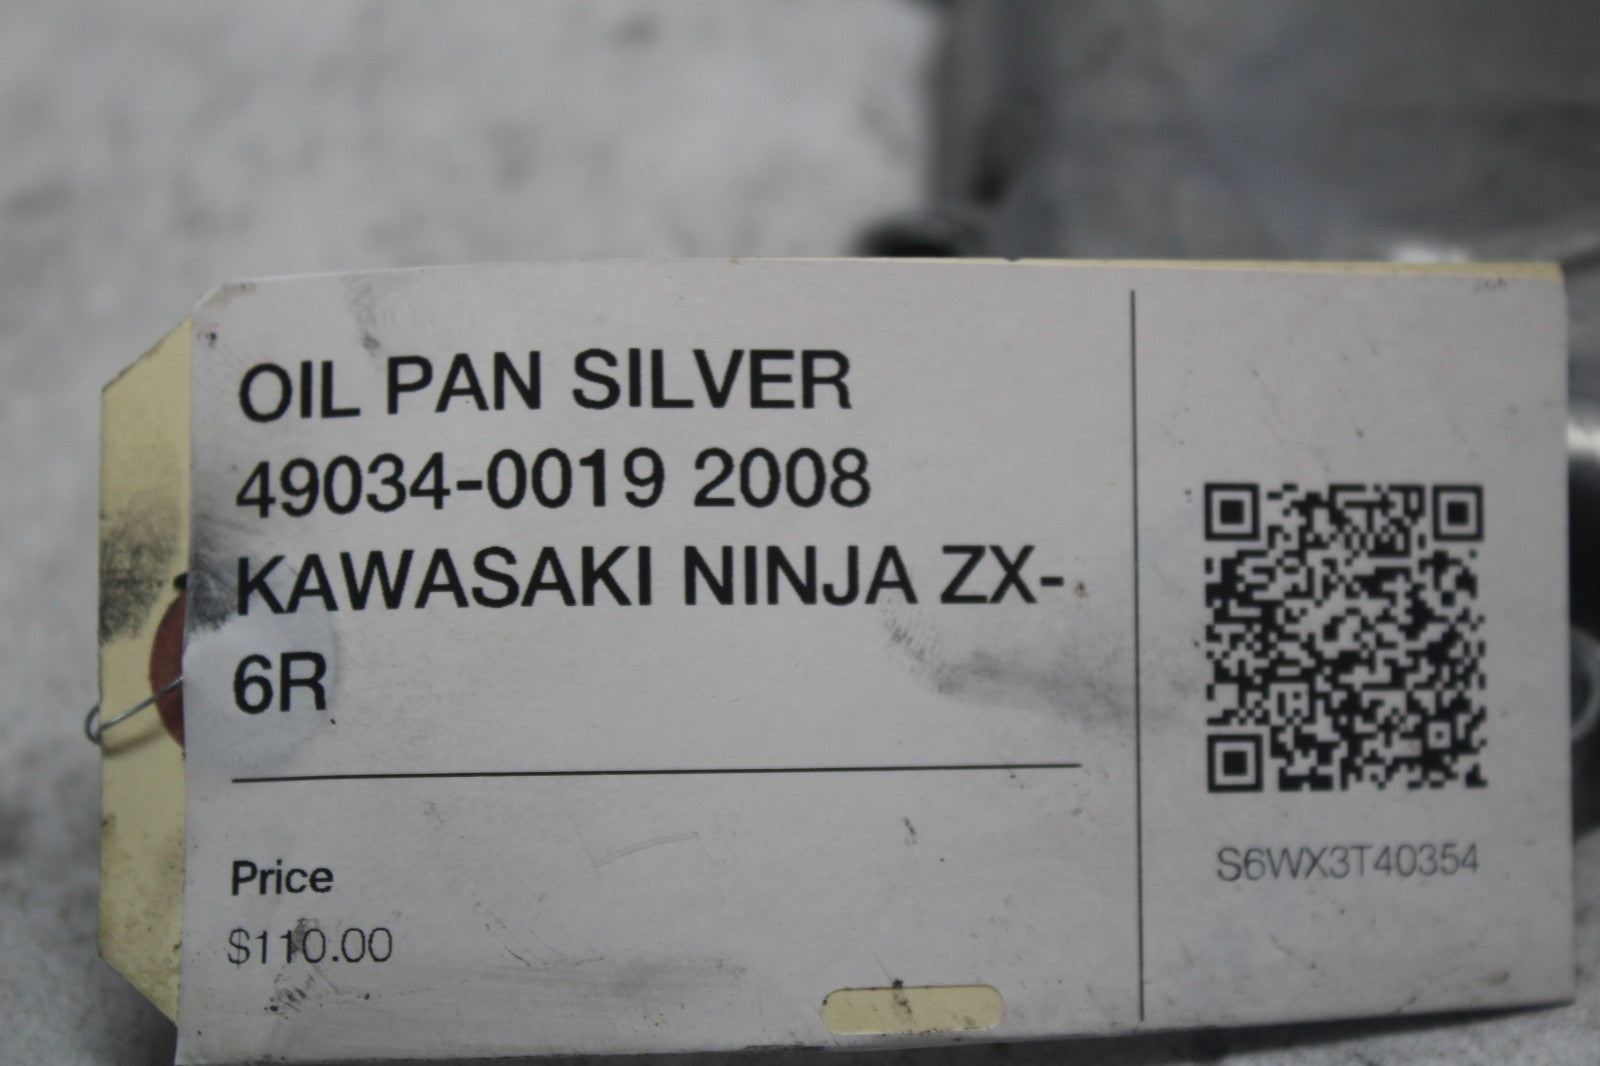 OIL PAN SILVER
49034-0019 2008
KAWASAKI NINJA ZX-
6R
Price
$110.00
S6WX3T40354